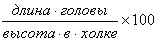 длина · головы
высота · в · холке
×100